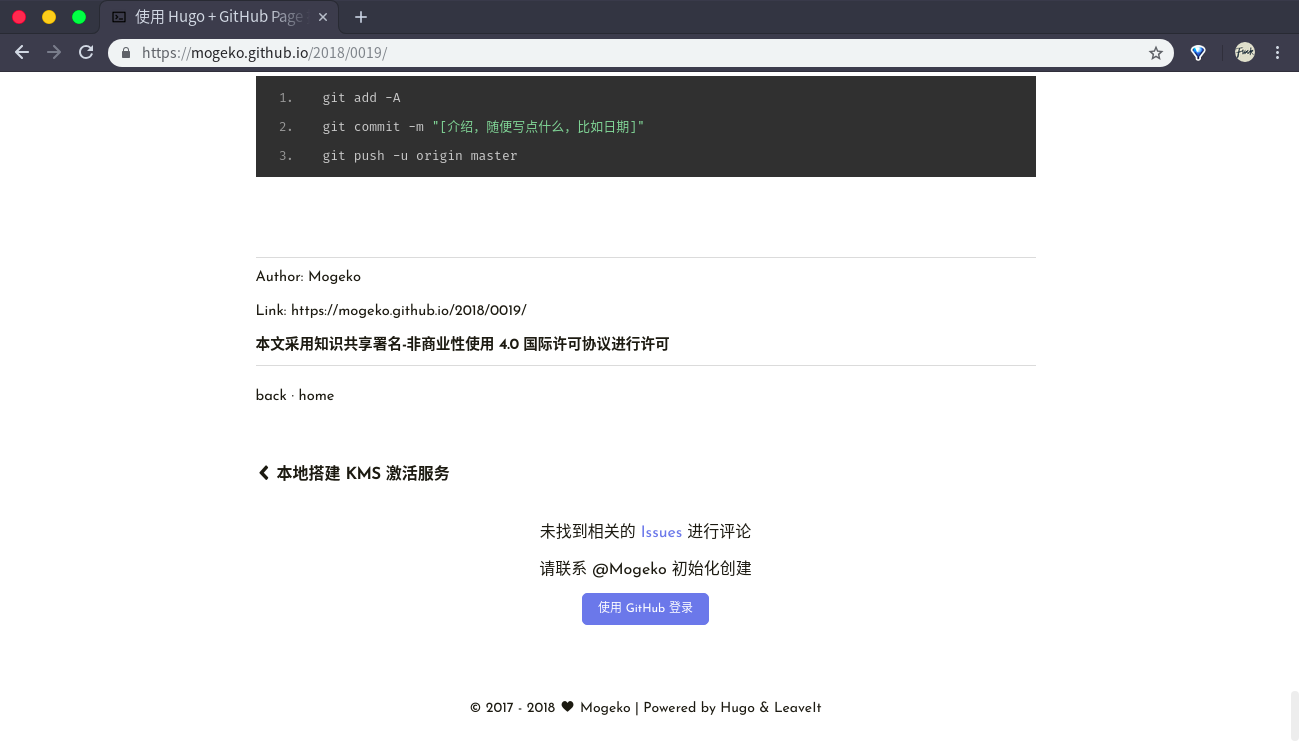 使用 Hugo + GitHub Page
https://mogeko.github.io/2018/0019/
1. git add -A
2. git commit -m "[介绍，随便写点什么，比如日期]"
3. git push -u origin master
Author: Mogeko
Link: https://mogeko.github.io/2018/0019/
本文采用知识共享署名-非商业性使用 4.0 国际许可协议进行许可
back · home
本地搭建 KMS 激活服务
未找到相关的 Issues 进行评论
请联系 @Mogeko 初始化创建
使用 GitHub 登录
© 2017 - 2018 ♥ Mogeko | Powered by Hugo & LeaveIt